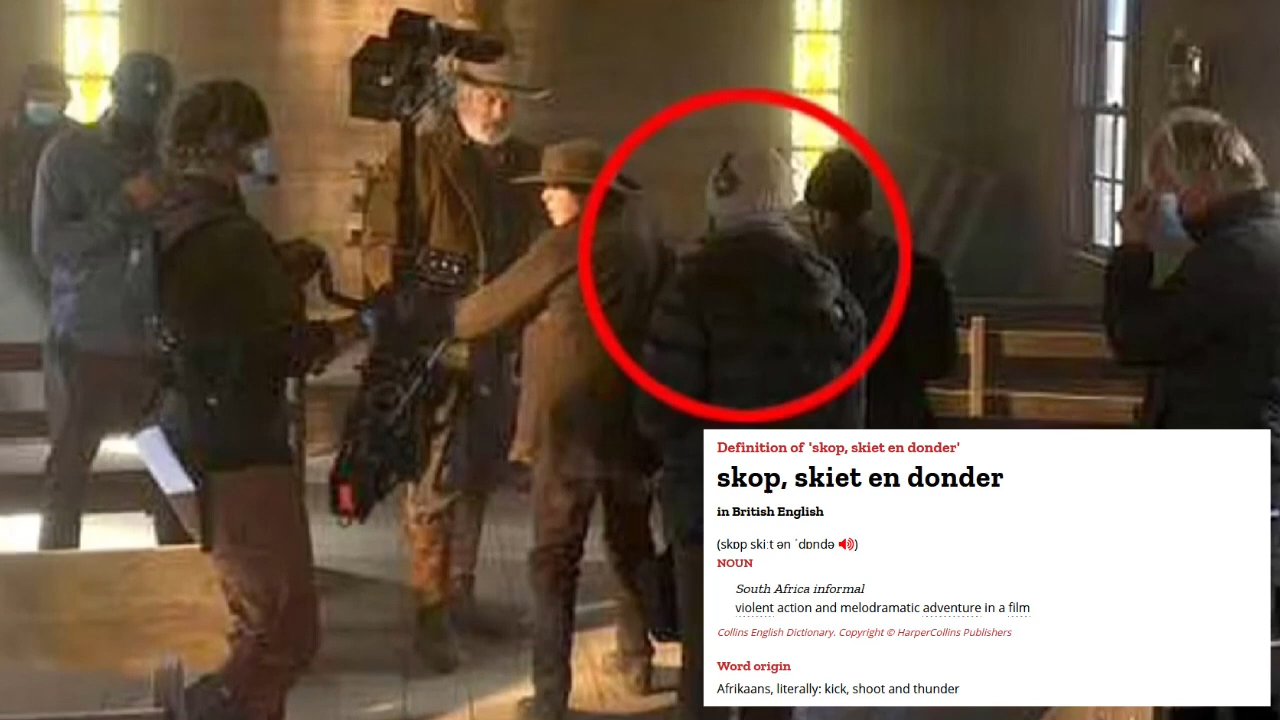 Definition of 'skop, skiet en donder'
skop, skiet en donder
in British English
(skɒp skiːt ən ˈdɒndə 🔊)
NOUN
South Africa informal
violent action and melodramatic adventure in a film
Collins English Dictionary. Copyright © HarperCollins Publishers
Word origin
Afrikaans, literally: kick, shoot and thunder